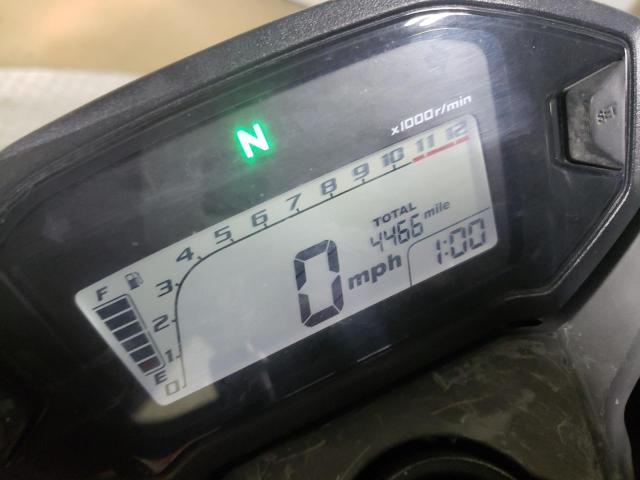 N
x1000r/min
SET
0 1 2 3 4 5 6 7 8 9 10 11 12
TOTAL
4466 mile
0 mph
1:00
F
E